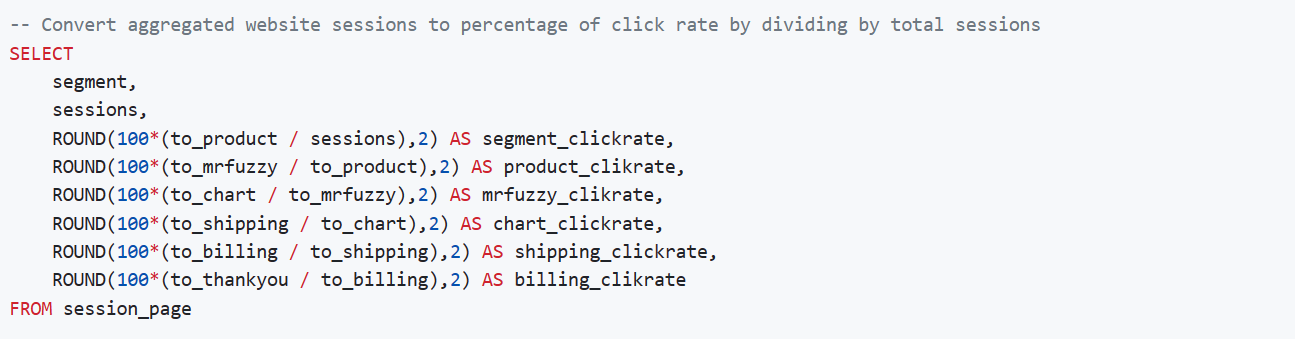 -- Convert aggregated website sessions to percentage of click rate by dividing by total sessions
SELECT
    segment,
    sessions,
    ROUND(100*(to_product / sessions),2) AS segment_clickrate,
    ROUND(100*(to_mrfuzzy / to_product),2) AS product_clikrate,
    ROUND(100*(to_chart / to_mrfuzzy),2) AS mrfuzzy_clikrate,
    ROUND(100*(to_shipping / to_chart),2) AS chart_clickrate,
    ROUND(100*(to_billing / to_shipping),2) AS shipping_clickrate,
    ROUND(100*(to_thankyou / to_billing),2) AS billing_clikrate
FROM session_page